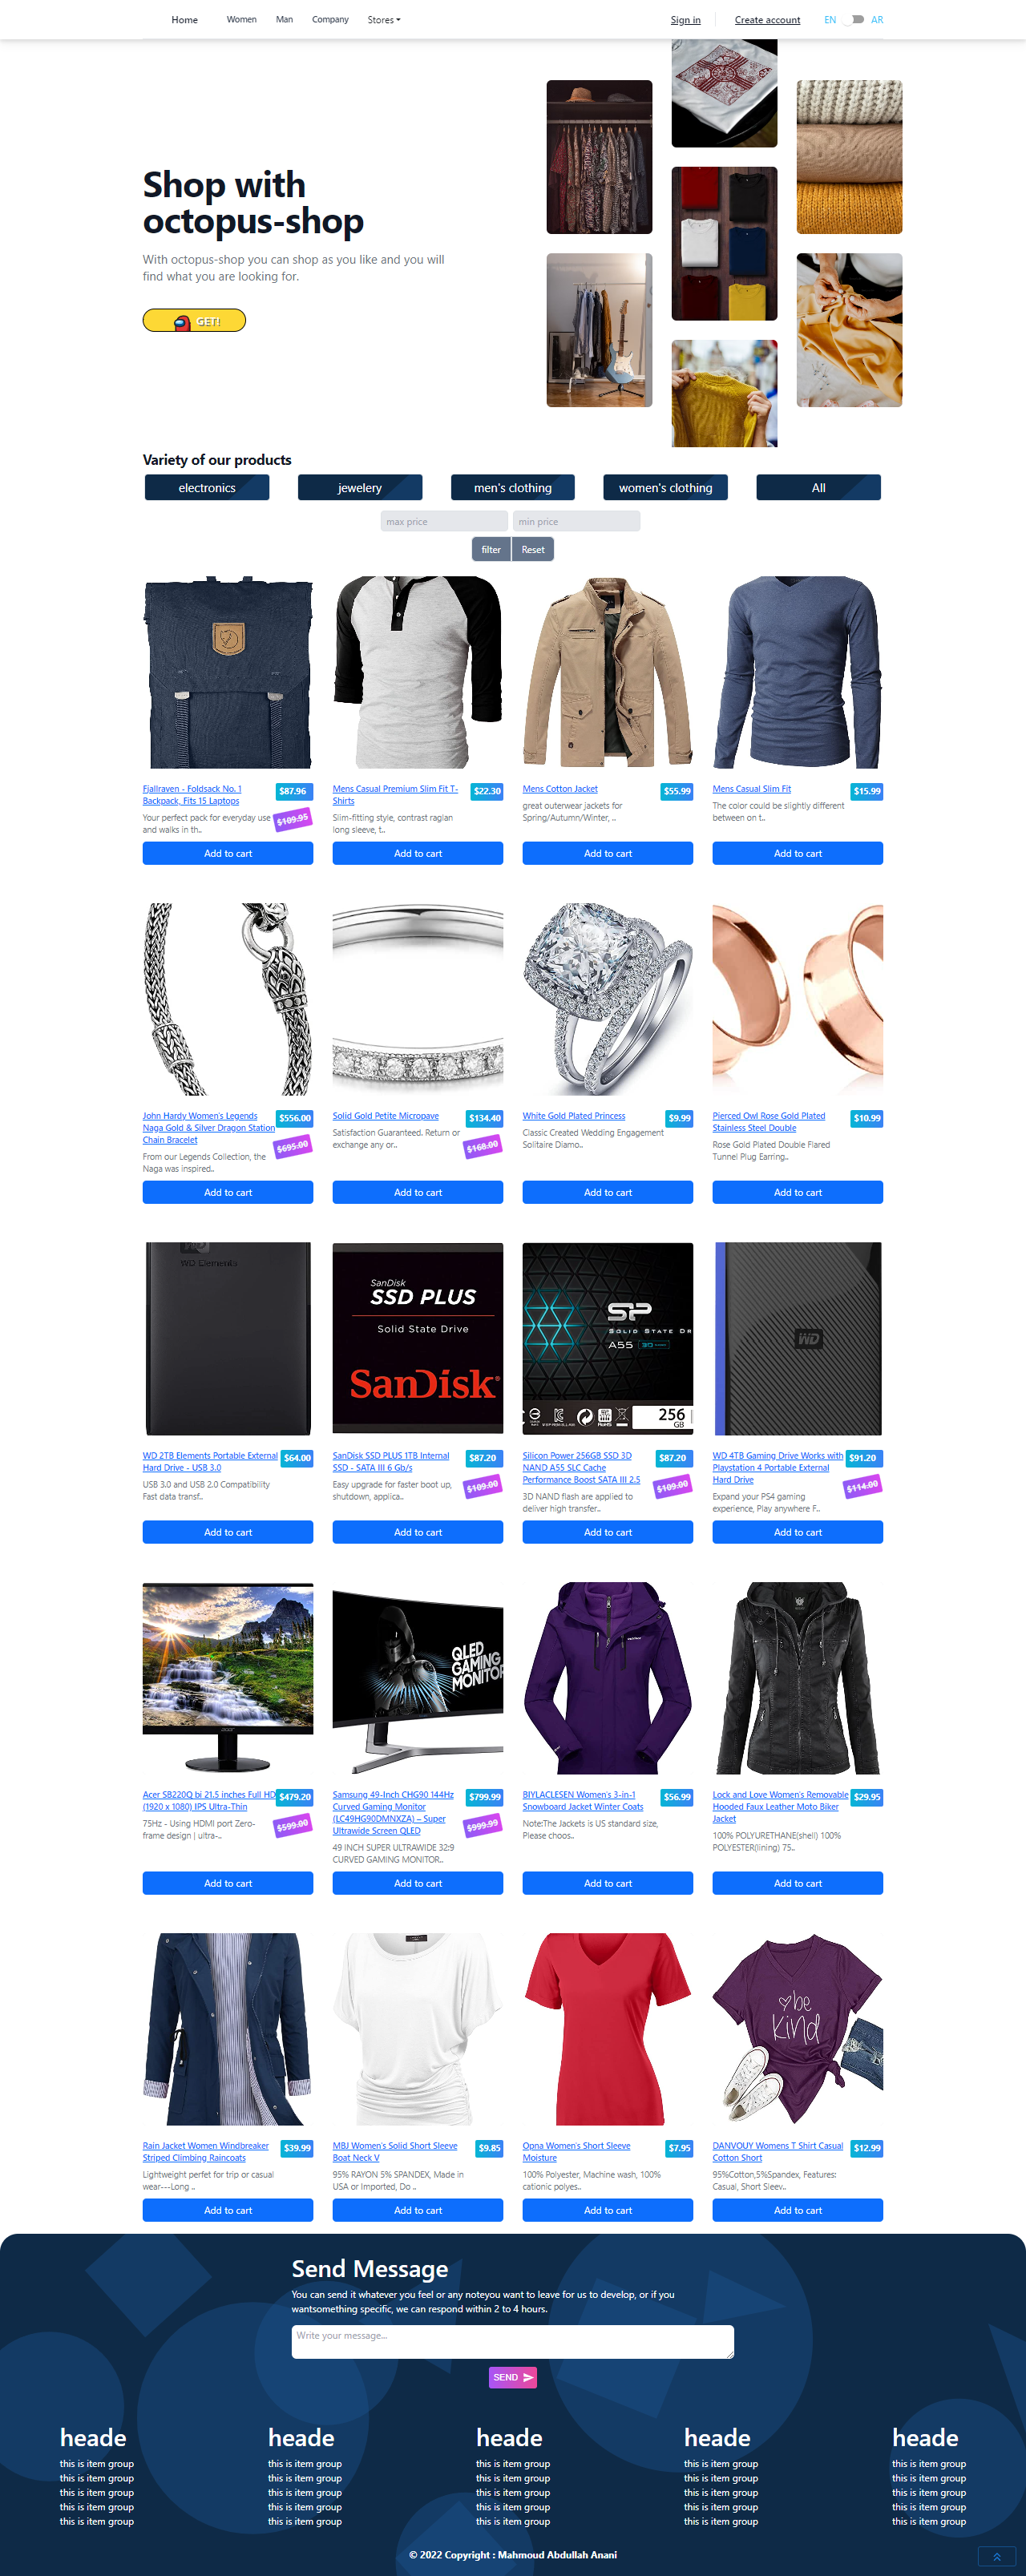 Home Women Man Company Stores Sign in Create account EN AR
Shop with
octopus-shop
With octopus-shop you can shop as you like and you will
find what you are looking for.
GET!
Variety of our products
electronics jewelery men's clothing women's clothing All
max price min price
filter Reset
Fjallraven - Foldsack No. 1
Backpack, Fits 15 Laptops
$87.96
Your perfect pack for everyday use
and walks in th..
$109.95
Add to cart
Mens Casual Premium Slim Fit T-
Shirts
$22.30
Slim-fitting style, contrast raglan
long sleeve, t..
Add to cart
Mens Cotton Jacket
$55.99
great outerwear jackets for
Spring/Autumn/Winter, ..
Add to cart
Mens Casual Slim Fit
$15.99
The color could be slightly different
between on t..
Add to cart
John Hardy Women's Legends
Naga Gold & Silver Dragon Station
Chain Bracelet
$556.00
$695.00
From our Legends Collection, the
Naga was inspired..
Add to cart
Solid Gold Petite Micropave
$134.40
Satisfaction Guaranteed. Return or
exchange any or..
$168.00
Add to cart
White Gold Plated Princess
$9.99
Classic Created Wedding Engagement
Solitaire Diamo..
Add to cart
Pierced Owl Rose Gold Plated
Stainless Steel Double
$10.99
Rose Gold Plated Double Flared
Tunnel Plug Earring..
Add to cart
WD Elements
WD 2TB Elements Portable External
Hard Drive - USB 3.0
$64.00
USB 3.0 and USB 2.0 Compatibility
Fast data transf..
Add to cart
SanDisk
SSD PLUS
Solid State Drive
SanDisk
SanDisk SSD PLUS 1TB Internal
SSD - SATA III 6 Gb/s
$87.20
Easy upgrade for faster boot up,
shutdown, applica..
$109.00
Add to cart
SP
SOLID STATE DR
A55
256
GB
Silicon Power 256GB SSD 3D
NAND A55 SLC Cache
Performance Boost SATA III 2.5
$87.20
$109.00
3D NAND flash are applied to
deliver high transfer..
Add to cart
WD
WD 4TB Gaming Drive Works with
Playstation 4 Portable External
Hard Drive
$91.20
$114.00
Expand your PS4 gaming
experience, Play anywhere F..
Add to cart
acer
Acer SB220Q bi 21.5 inches Full HD
(1920 x 1080) IPS Ultra-Thin
$479.20
75Hz - Using HDMI port Zero-
frame design | ultra-..
$599.00
Add to cart
QLED
GAMING
MONITOR
Samsung 49-Inch CHG90 144Hz
Curved Gaming Monitor
(LC49HG90DMNXZA) – Super
Ultrawide Screen QLED
$799.99
$999.99
49 INCH SUPER ULTRAWIDE 32:9
CURVED GAMING MONITOR..
Add to cart
BIYLACLESEN Women's 3-in-1
Snowboard Jacket Winter Coats
$56.99
Note:The Jackets is US standard size,
Please choos..
Add to cart
Lock and Love Women's Removable
Hooded Faux Leather Moto Biker
Jacket
$29.95
100% POLYURETHANE(shell) 100%
POLYESTER(lining) 75..
Add to cart
Rain Jacket Women Windbreaker
Striped Climbing Raincoats
$39.99
Lightweight perfet for trip or casual
wear---Long ..
Add to cart
MBJ Women's Solid Short Sleeve
Boat Neck V
$9.85
95% RAYON 5% SPANDEX, Made in
USA or Imported, Do ..
Add to cart
Opna Women's Short Sleeve
Moisture
$7.95
100% Polyester, Machine wash, 100%
cationic polyes..
Add to cart
be
kind
DANVOUY Womens T Shirt Casual
Cotton Short
$12.99
95%Cotton,5%Spandex, Features:
Casual, Short Sleev..
Add to cart
Send Message
You can send it whatever you feel or any noteyou want to leave for us to develop, or if you
wantsomething specific, we can respond within 2 to 4 hours.
Write your message...
SEND
heade heade heade heade heade
this is item group this is item group this is item group this is item group this is item group
this is item group this is item group this is item group this is item group this is item group
this is item group this is item group this is item group this is item group this is item group
this is item group this is item group this is item group this is item group this is item group
this is item group this is item group this is item group this is item group this is item group
© 2022 Copyright : Mahmoud Abdullah Anani